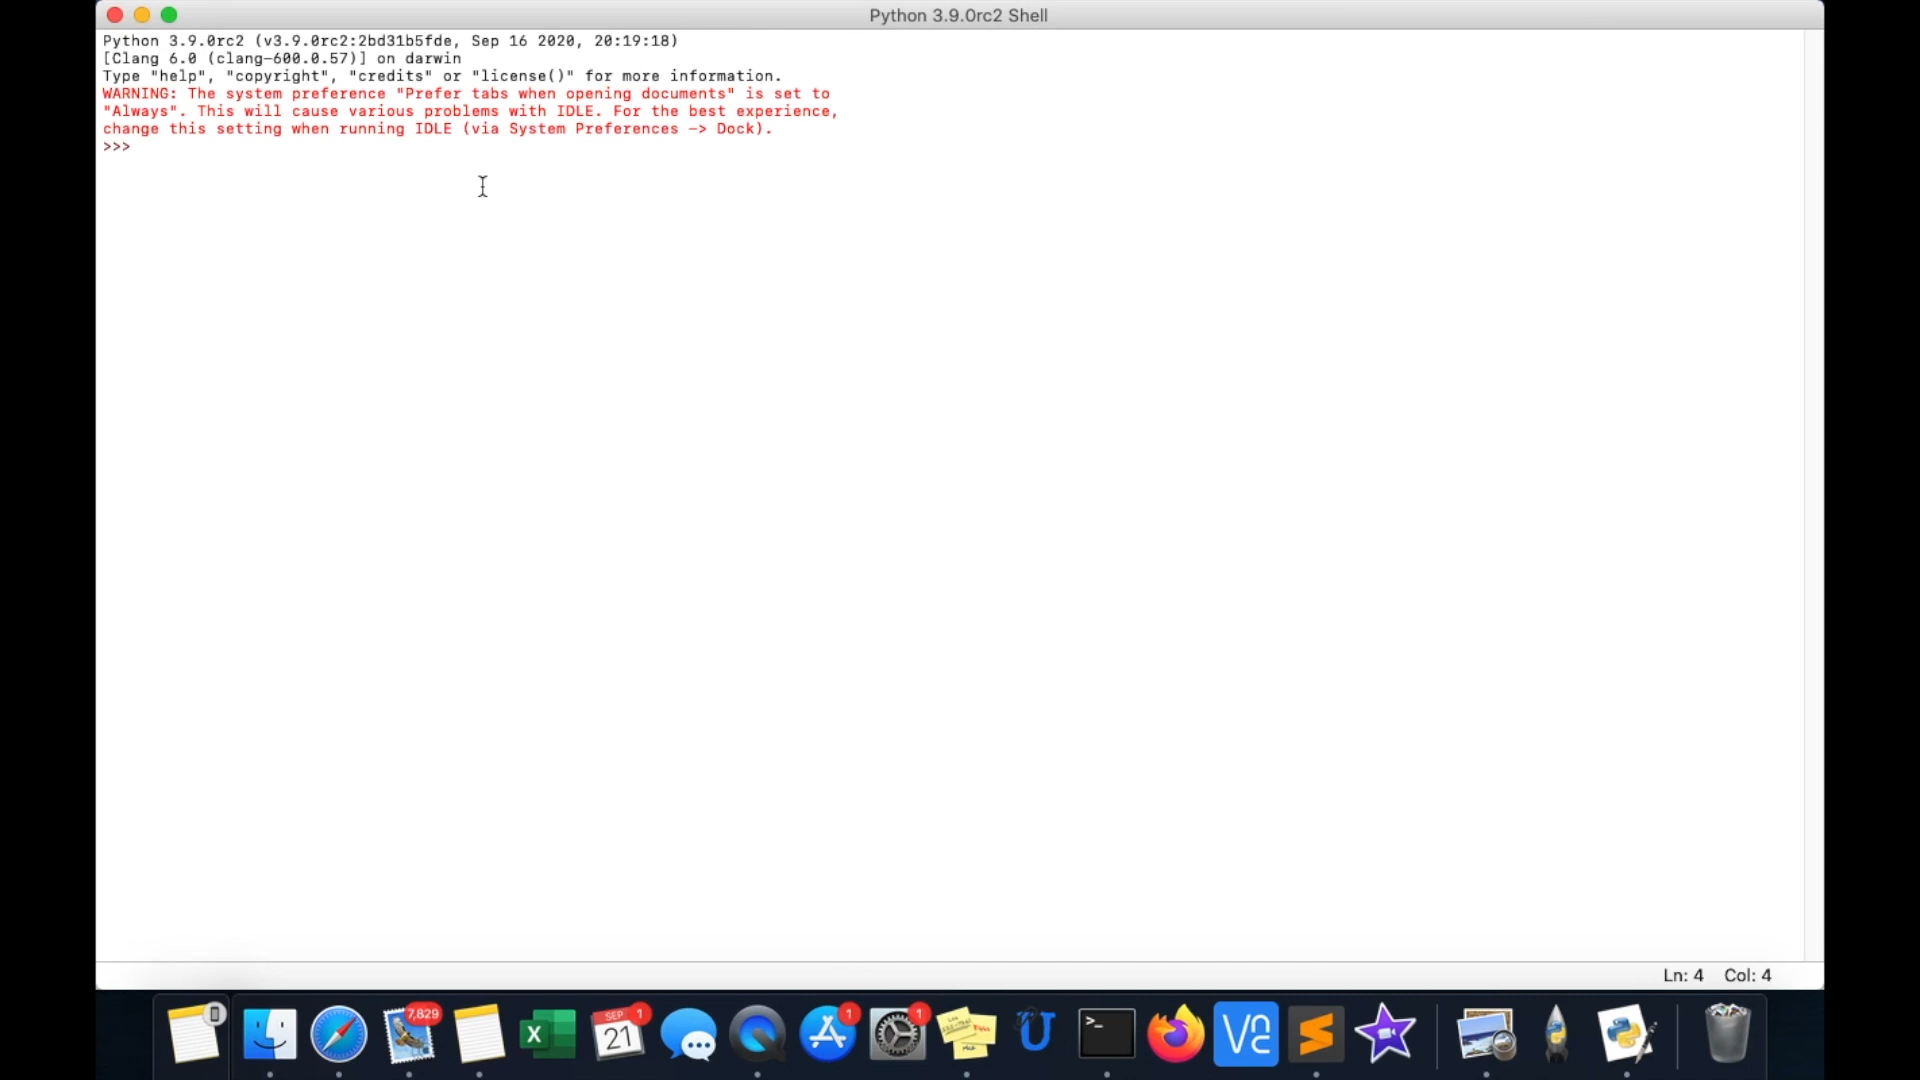 Python 3.9.0rc2 Shell
Python 3.9.0rc2 (v3.9.0rc2:2bd31b5fde, Sep 16 2020, 20:19:18)
[Clang 6.0 (clang-600.0.57)] on darwin
Type "help", "copyright", "credits" or "license()" for more information.
WARNING: The system preference "Prefer tabs when opening documents" is set to
"Always". This will cause various problems with IDLE. For the best experience,
change this setting when running IDLE (via System Preferences -> Dock).
>>>
Ln: 4 Col: 4
7,829
X
SEP 1
21
1
1
>_